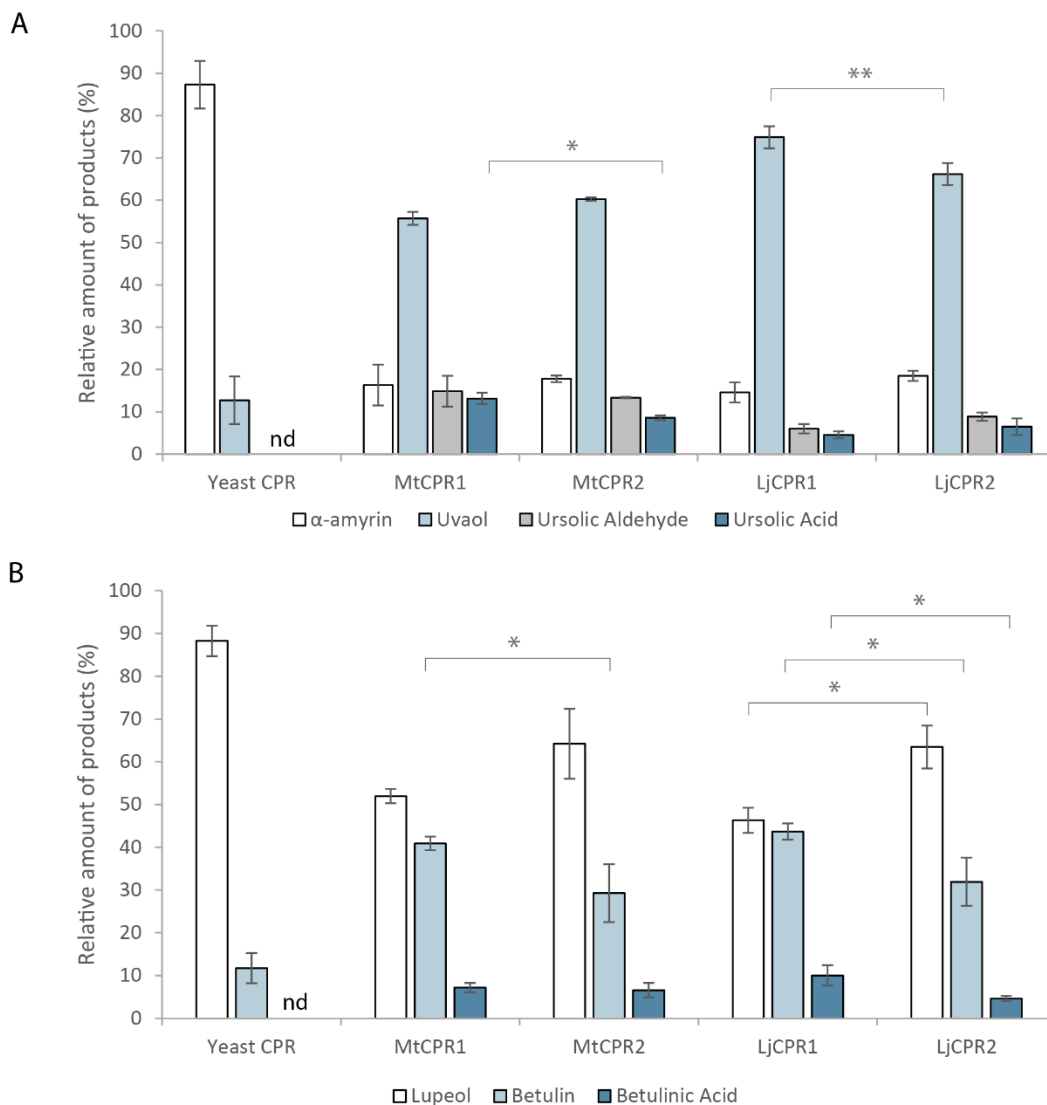 A
Relative amount of products (%)
100
90
80
70
60
50
40
30
20
10
0
**
*
nd
Yeast CPR MtCPR1 MtCPR2 LjCPR1 LjCPR2
α-amyrin Uvaol Ursolic Aldehyde Ursolic Acid
B
Relative amount of products (%)
100
90
80
70
60
50
40
30
20
10
0
*
*
*
*
nd
Yeast CPR MtCPR1 MtCPR2 LjCPR1 LjCPR2
Lupeol Betulin Betulinic Acid